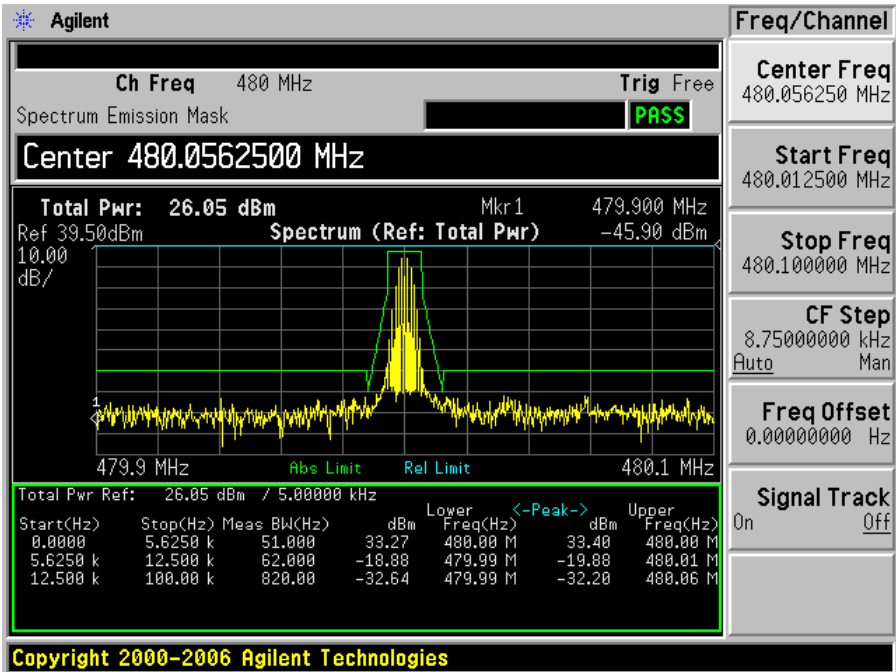 Agilent
Freq/Channel
Ch Freq 480 MHz Trig Free
Spectrum Emission Mask PASS
Center 480.0562500 MHz
Total Pwr: 26.05 dBm Mkr1 479.900 MHz
Ref 39.50dBm Spectrum (Ref: Total Pwr) -45.90 dBm
10.00
dB/
1
479.9 MHz Abs Limit Rel Limit 480.1 MHz
Total Pwr Ref: 26.05 dBm / 5.00000 kHz
Lower <-Peak-> Upper
Start(Hz) Stop(Hz) Meas BW(Hz) dBm Freq(Hz) dBm Freq(Hz)
0.0000 5.6250 k 51.000 33.27 480.00 M 33.40 480.00 M
5.6250 k 12.500 k 62.000 -18.88 479.99 M -19.88 480.01 M
12.500 k 100.00 k 820.00 -32.64 479.99 M -32.20 480.06 M
Center Freq
480.056250 MHz
Start Freq
480.012500 MHz
Stop Freq
480.100000 MHz
CF Step
8.75000000 kHz
Auto Man
Freq Offset
0.00000000 Hz
Signal Track
On Off
Copyright 2000-2006 Agilent Technologies